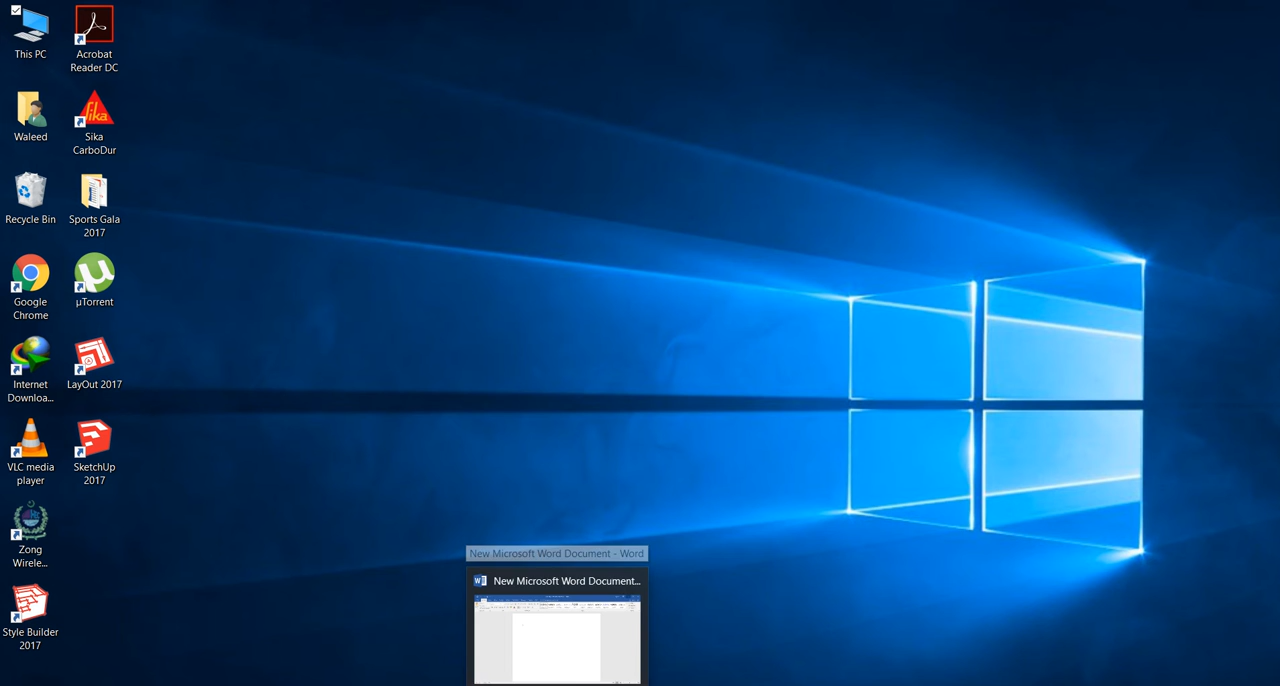 This PC
Acrobat
Reader DC
Waleed
Sika
Sika
CarboDur
Recycle Bin
Sports Gala
2017
Google
Chrome
µTorrent
Internet
Downloa...
LayOut 2017
VLC media
player
SketchUp
2017
Zong
Wirele...
Style Builder
2017
New Microsoft Word Document - Word
New Microsoft Word Document...